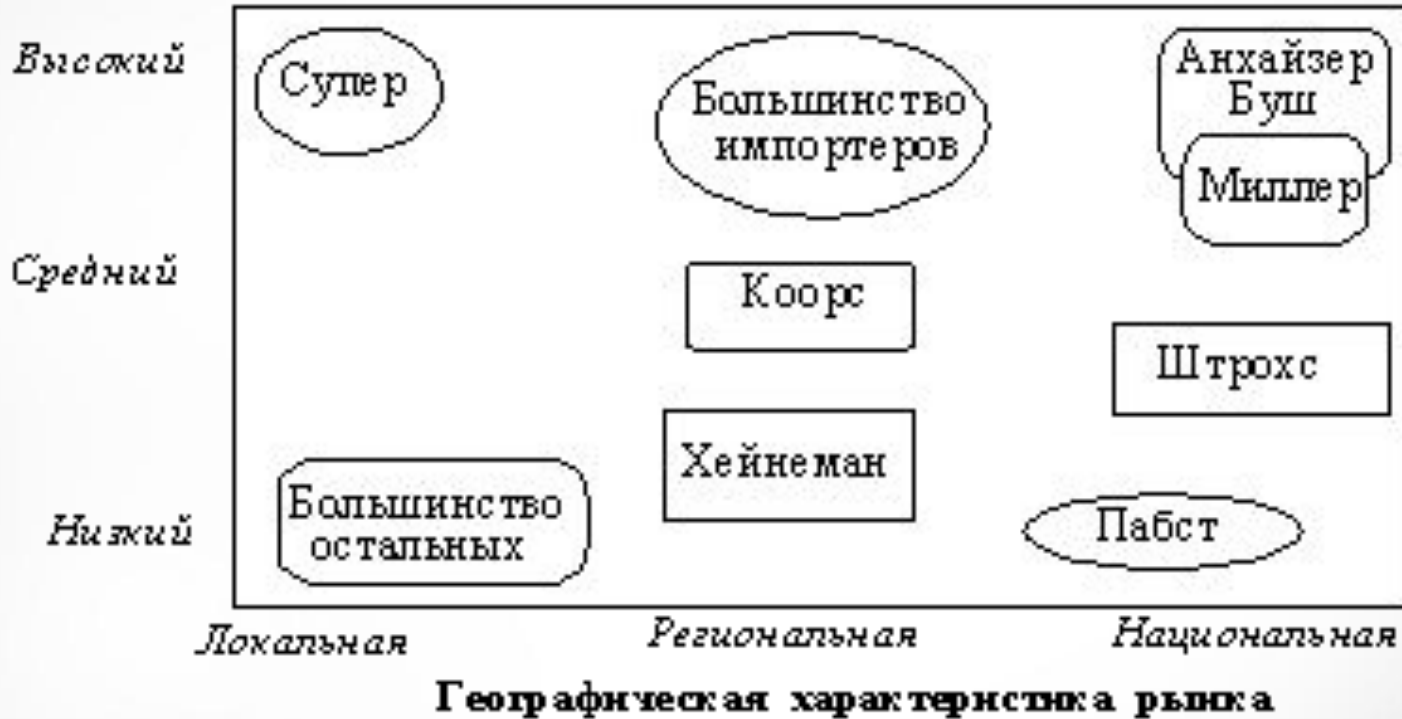 Высокий
Супер
Большинство
импортеров
Анхайзер
Буш
Миллер
Средний
Коорс
Штрохс
Хейнеман
Большинство
остальных
Низкий
Пабст
Локальная
Региональная
Национальная
Географическая характеристика рынка